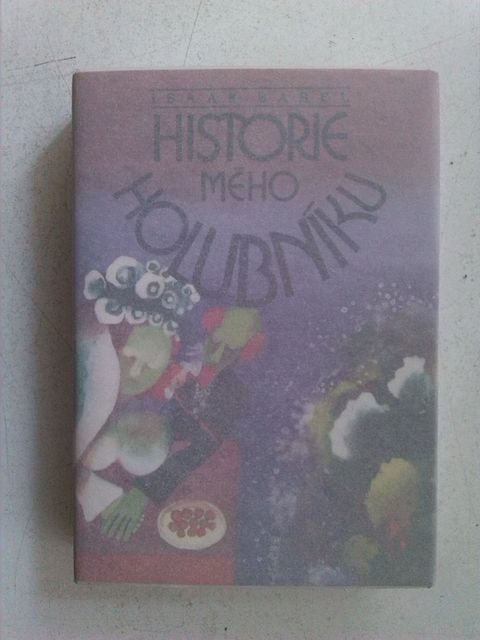 ISAAK BABEL
HISTORIE
MÉHO
HOLUBNÍKU